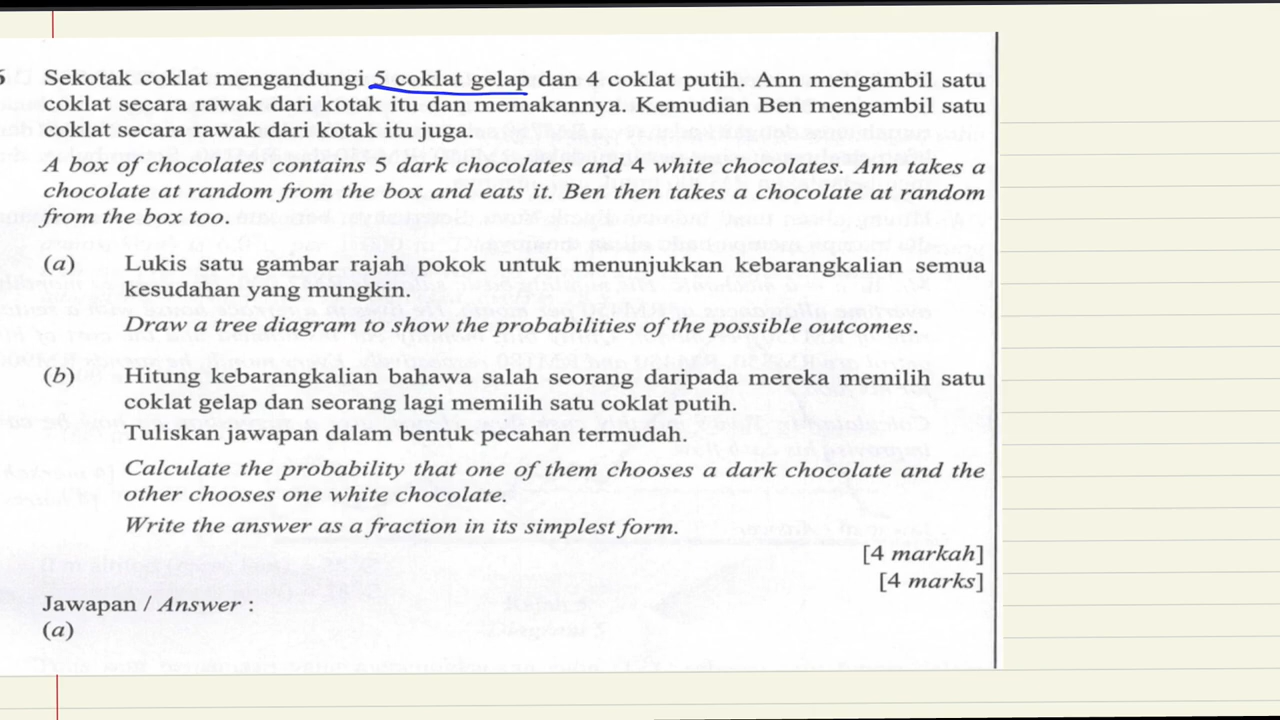 Sekotak coklat mengandungi 5 coklat gelap dan 4 coklat putih. Ann mengambil satu
coklat secara rawak dari kotak itu dan memakannya. Kemudian Ben mengambil satu
coklat secara rawak dari kotak itu juga.
A box of chocolates contains 5 dark chocolates and 4 white chocolates. Ann takes a
chocolate at random from the box and eats it. Ben then takes a chocolate at random
from the box too.
(a) Lukis satu gambar rajah pokok untuk menunjukkan kebarangkalian semua
kesudahan yang mungkin.
Draw a tree diagram to show the probabilities of the possible outcomes.
(b) Hitung kebarangkalian bahawa salah seorang daripada mereka memilih satu
coklat gelap dan seorang lagi memilih satu coklat putih.
Tuliskan jawapan dalam bentuk pecahan termudah.
Calculate the probability that one of them chooses a dark chocolate and the
other chooses one white chocolate.
Write the answer as a fraction in its simplest form.
[4 markah]
[4 marks]
Jawapan / Answer :
(a)